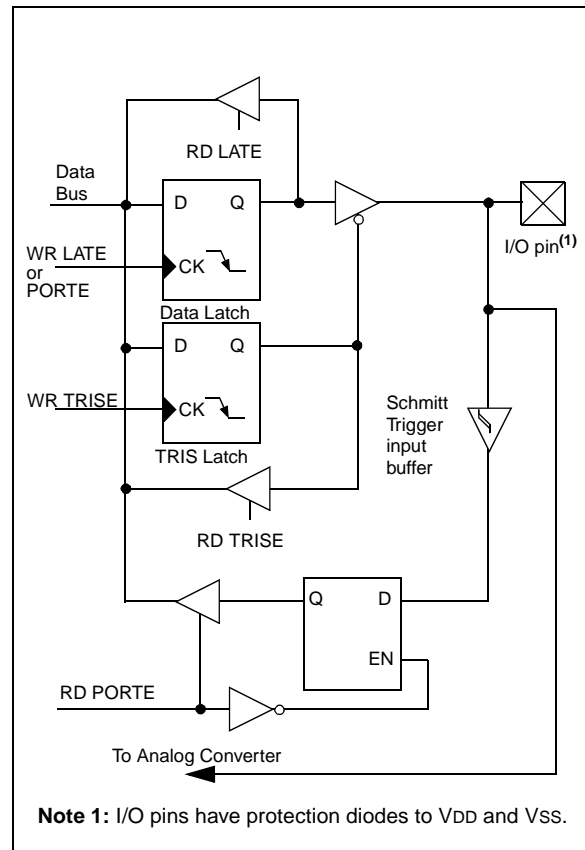 RD LATE
Data
Bus
D Q
WR LATE
or
PORTE
CK
Data Latch
I/O pin(1)
D Q
WR TRISE
CK
TRIS Latch
Schmitt
Trigger
input
buffer
RD TRISE
Q D
EN
RD PORTE
To Analog Converter
Note 1: I/O pins have protection diodes to VDD and VSS.